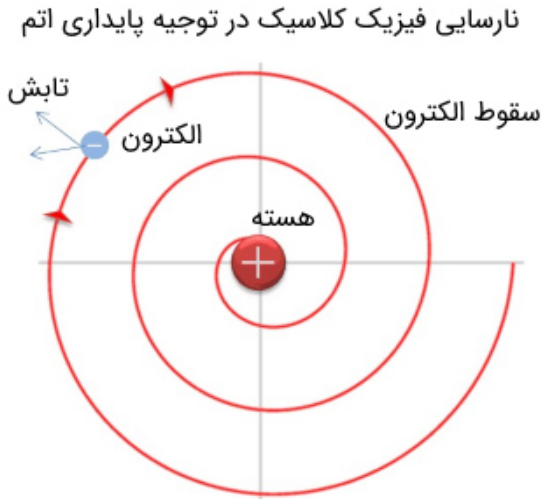 نارسایی فیزیک کلاسیک در توجیه پایداری اتم
تابش
سقوط الکترون
الکترون
هسته